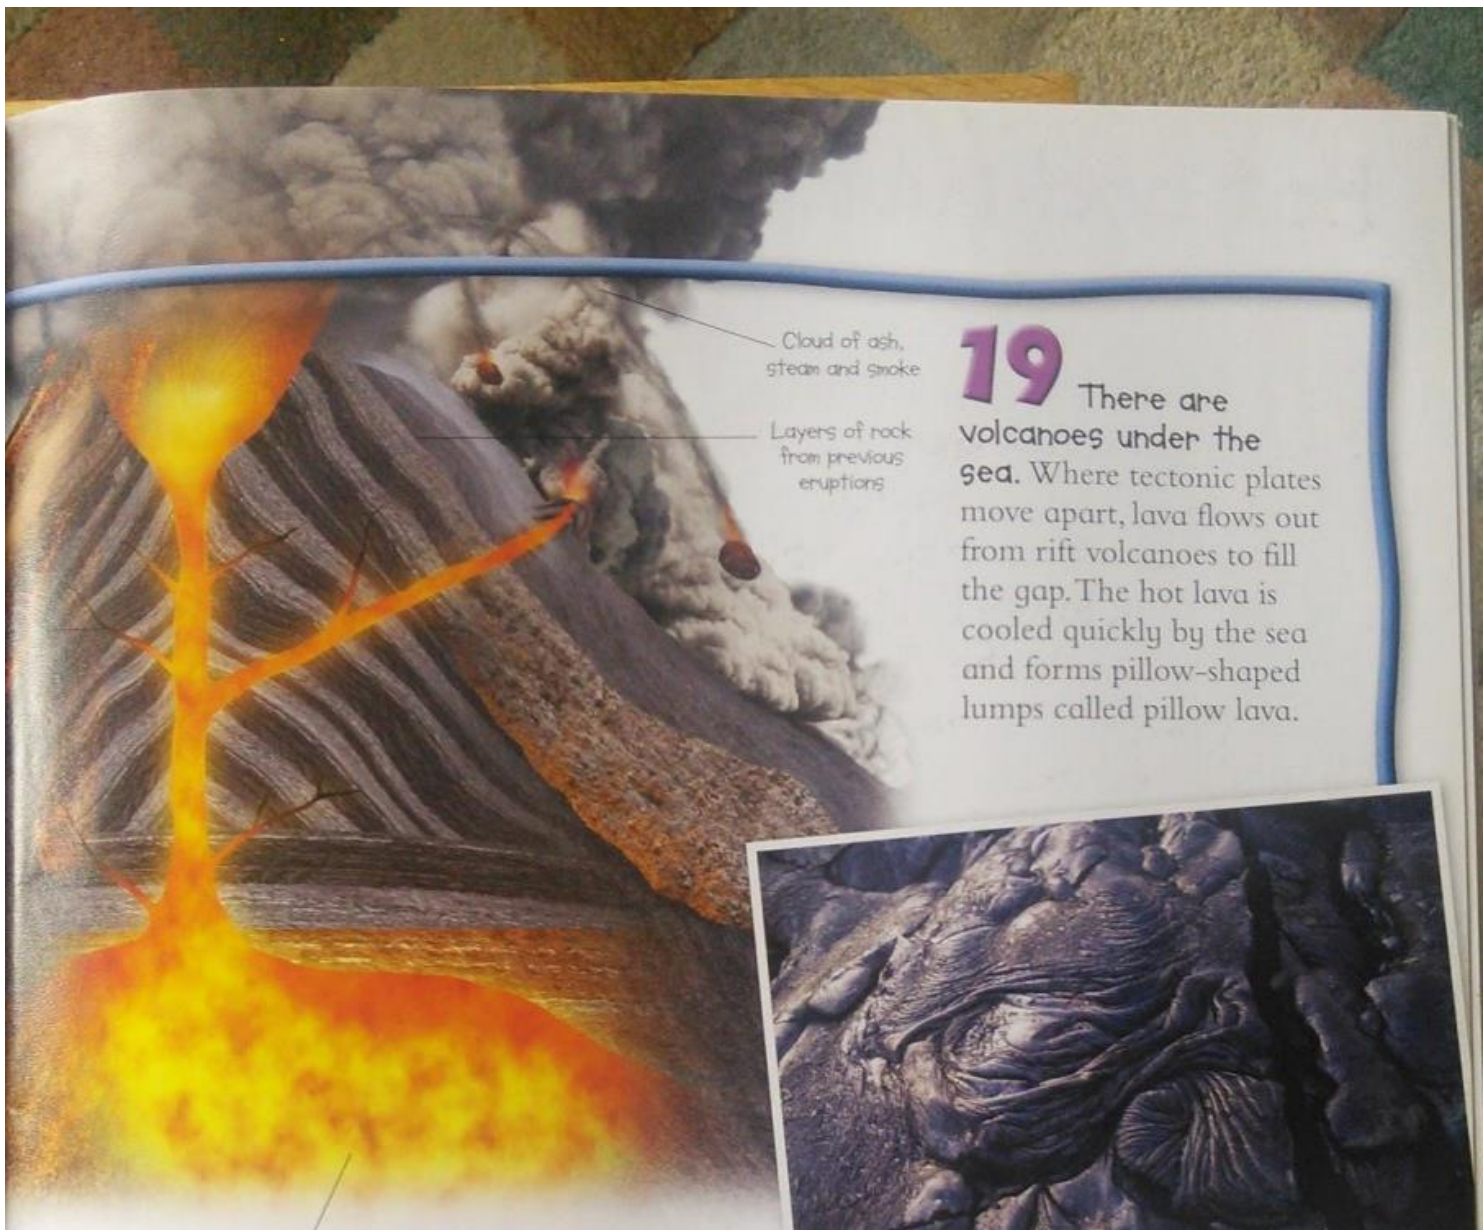 Cloud of ash,
steam and smoke
Layers of rock
from previous
eruptions
19 There are
volcanoes under the
sea. Where tectonic plates
move apart, lava flows out
from rift volcanoes to fill
the gap. The hot lava is
cooled quickly by the sea
and forms pillow-shaped
lumps called pillow lava.